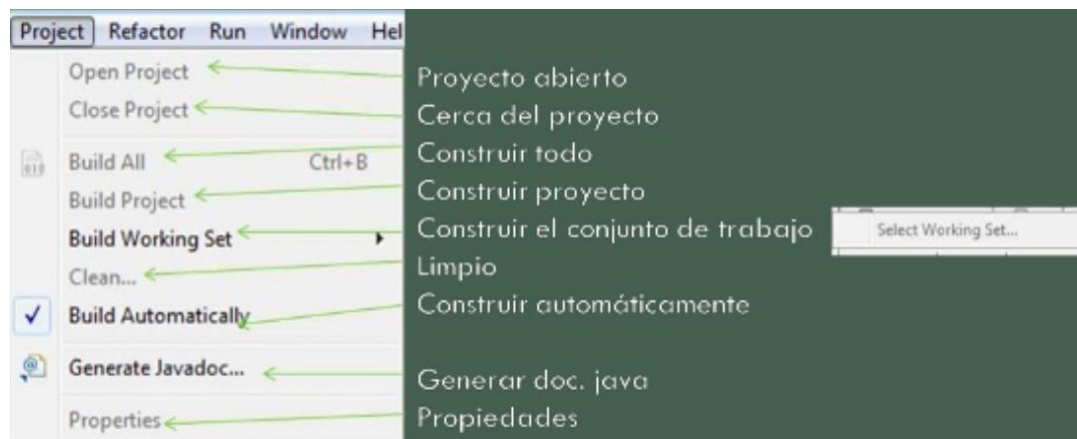 Project Refactor Run Window Hel
Open Project
Close Project
Build All Ctrl+B
Build Project
Build Working Set
Clean...
Build Automatically
Generate Javadoc...
Properties
Proyecto abierto
Cerca del proyecto
Construir todo
Construir proyecto
Construir el conjunto de trabajo
Limpio
Construir automáticamente
Generar doc. java
Propiedades
Select Working Set...